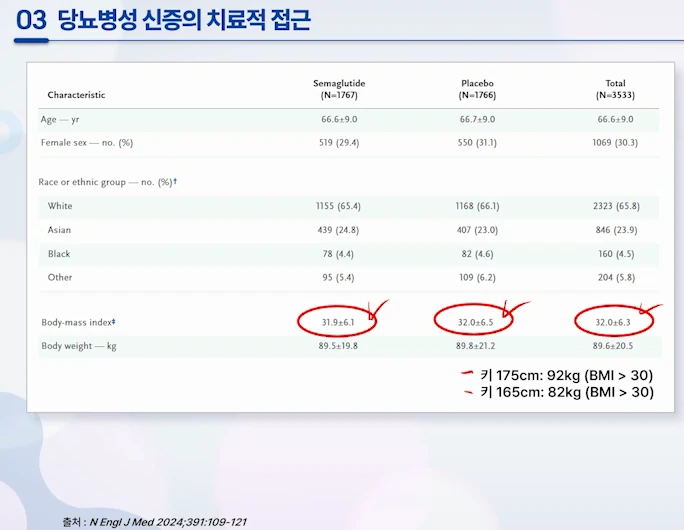 03 당뇨병성 신증의 치료적 접근
Characteristic Semaglutide (N=1767) Placebo (N=1766) Total (N=3533)
Age — yr 66.6±9.0 66.7±9.0 66.6±9.0
Female sex — no. (%) 519 (29.4) 550 (31.1) 1069 (30.3)
Race or ethnic group — no. (%)†
White 1155 (65.4) 1168 (66.1) 2323 (65.8)
Asian 439 (24.8) 407 (23.0) 846 (23.9)
Black 78 (4.4) 82 (4.6) 160 (4.5)
Other 95 (5.4) 109 (6.2) 204 (5.8)
Body-mass index‡ 31.9±6.1 32.0±6.5 32.0±6.3
Body weight — kg 89.5±19.8 89.8±21.2 89.6±20.5
키 175cm: 92kg (BMI > 30)
키 165cm: 82kg (BMI > 30)
출처 : N Engl J Med 2024;391:109-121